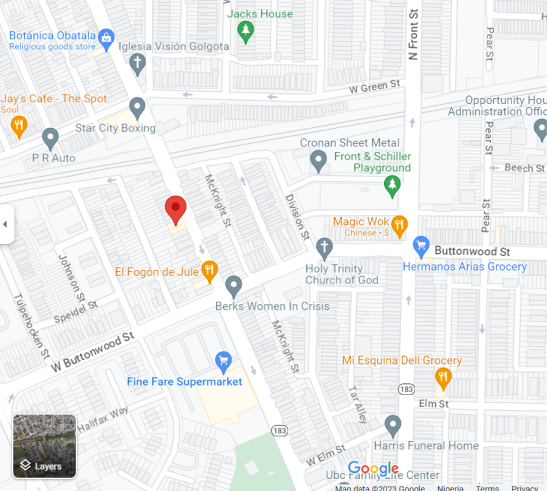 Jacks House
N Front St
Pear St
Botánica Obatala
Religious goods store
Iglesia Visión Golgota
W Green St
Jay's Cafe - The Spot
Soul
Star City Boxing
Opportunity Hou
Administration Offic
Pear St
P R Auto
Cronan Sheet Metal
Front & Schiller
Playground
Beech St
McKnight St
Division St
Pear St
Magic Wok
Chinese • $
Buttonwood St
Holy Trinity
Church of God
Hermanos Arias Grocery
El Fogón de Jule
Johnson St
Speidel St
Tulpehocken St
Berks Women In Crisis
W Buttonwood St
McKnight St
Fine Fare Supermarket
Mi Esquina Deli Grocery
Tar Alley
183
Elm St
Halifax Way
183
W Elm St
Harris Funeral Home
Layers
Google
Ubc Family Life Center
Map data ©2023 Google
Nigeria
Terms
Privacy